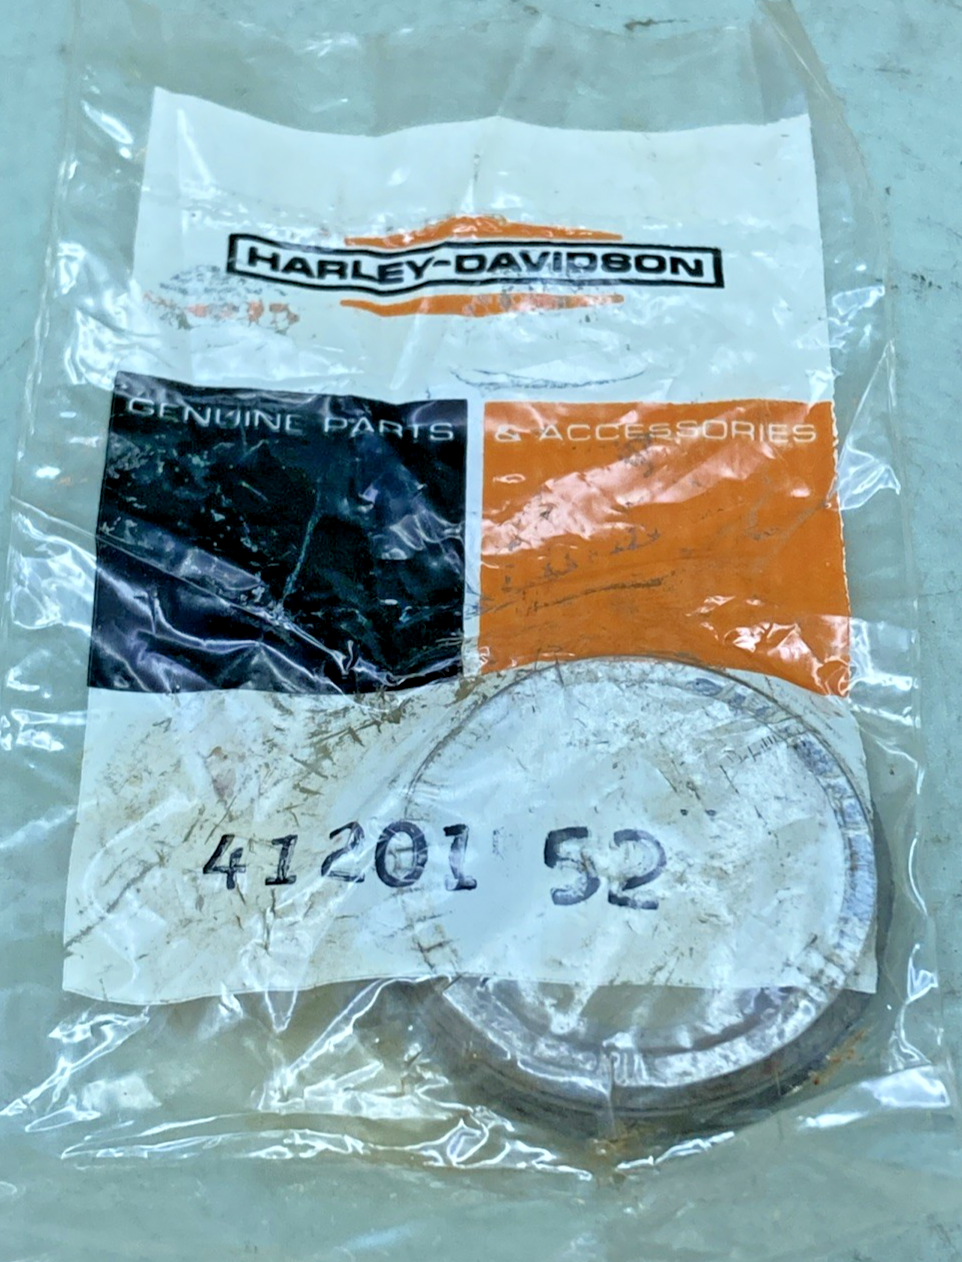 HARLEY-DAVIDSON
GENUINE PARTS & ACCESSORIES
41201 52